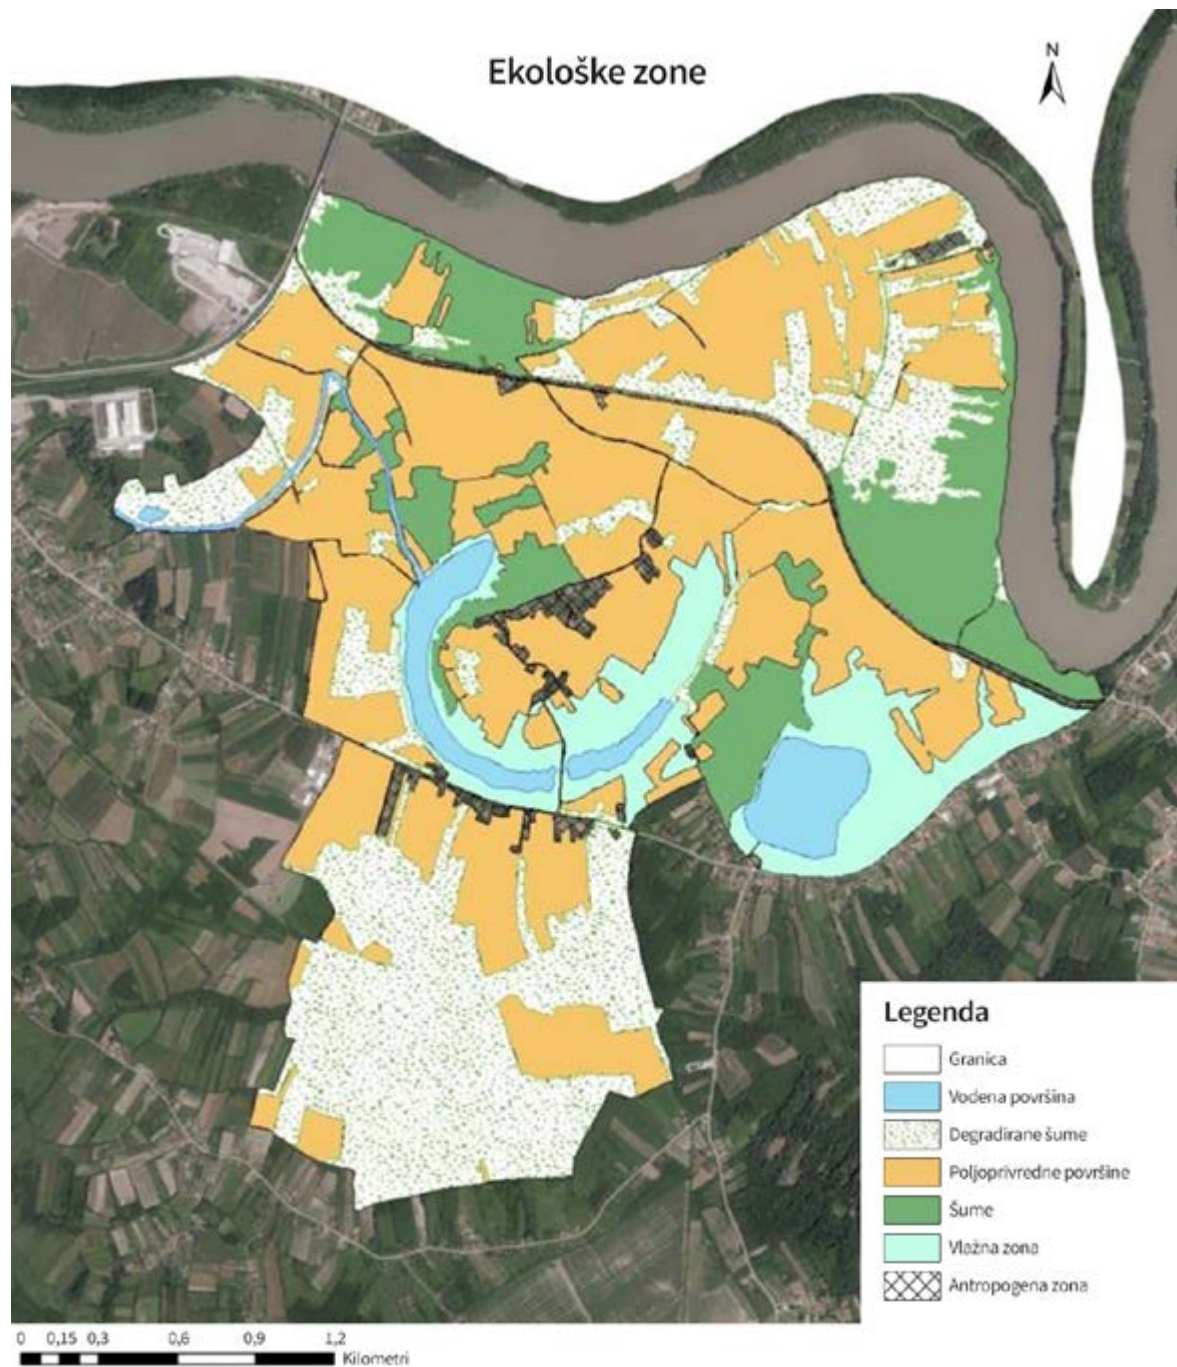 Ekološke zone
N
Legenda
Granica
Vodena površina
Degradirane šume
Poljoprivredne površine
Šume
Vlažna zona
Antropogena zona
0 0,15 0,3 0,6 0,9 1,2
Kilometri